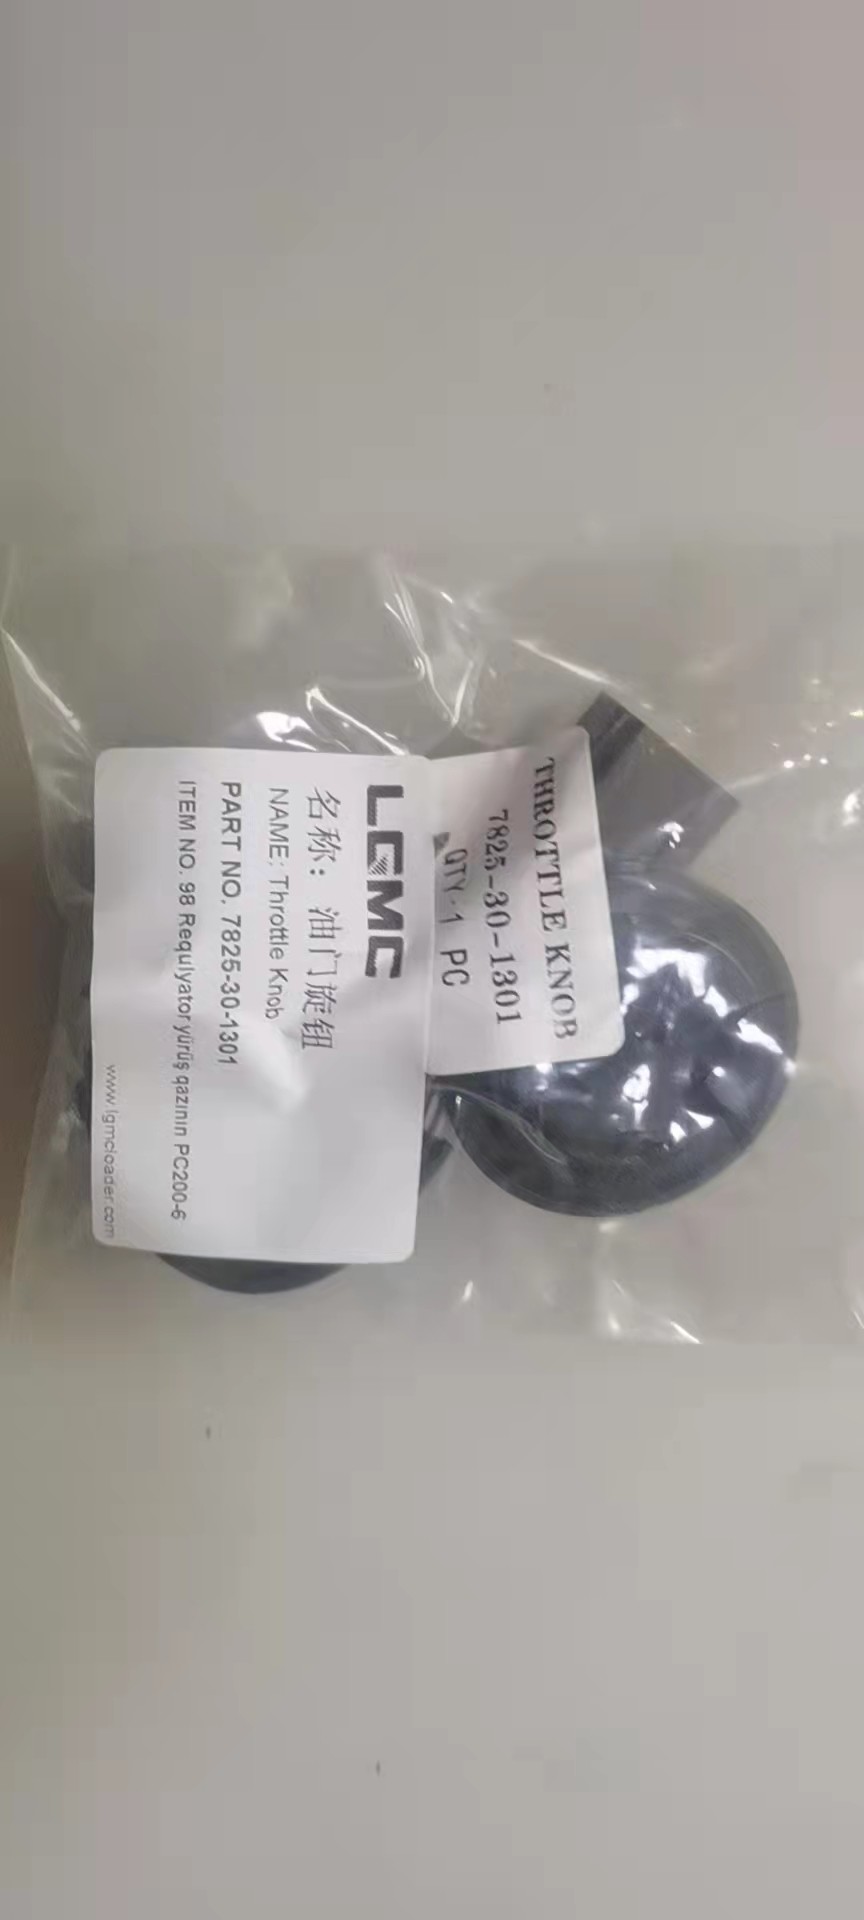 THROTTLE KNOB
7825-30-1301
QTY-1 PC
LGMC
名称：油门旋钮
NAME: Throttle Knob
PART NO. 7825-30-1301
ITEM NO. 98 Requlyator yürüş qazının PC200-6
www.lgmcloader.com